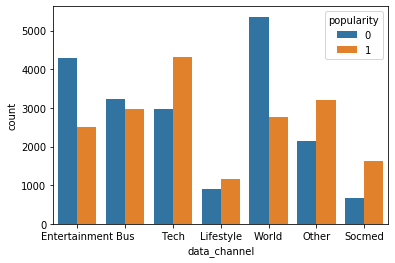 popularity
0
1
5000
4000
3000
2000
1000
0
count
Entertainment Bus Tech Lifestyle World Other Socmed
data_channel